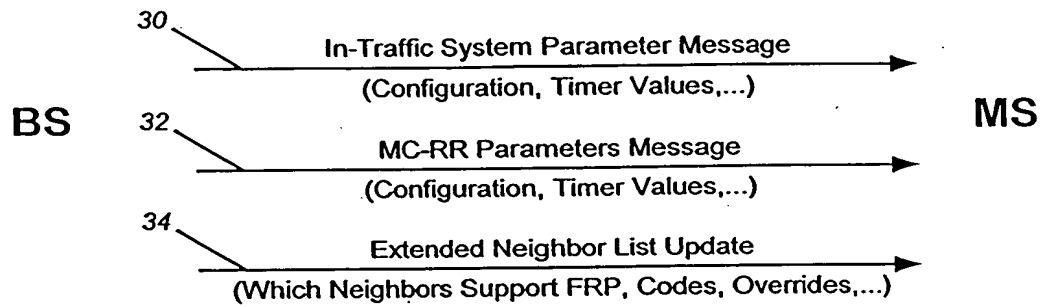 30
In-Traffic System Parameter Message
(Configuration, Timer Values,...)
BS
MS
32
MC-RR Parameters Message
(Configuration, Timer Values,...)
34
Extended Neighbor List Update
(Which Neighbors Support FRP, Codes, Overrides,...)